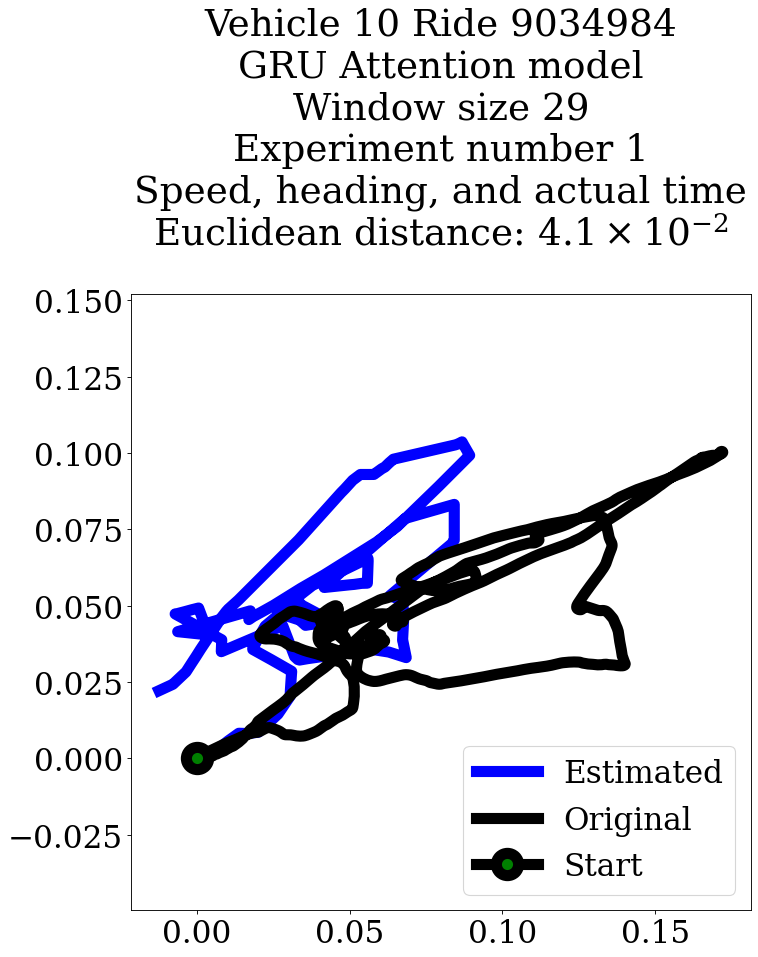 Vehicle 10 Ride 9034984
GRU Attention model
Window size 29
Experiment number 1
Speed, heading, and actual time
Euclidean distance: 4.1 × 10⁻²
0.150
0.125
0.100
0.075
0.050
0.025
0.000
−0.025
0.00 0.05 0.10 0.15
Estimated
Original
Start